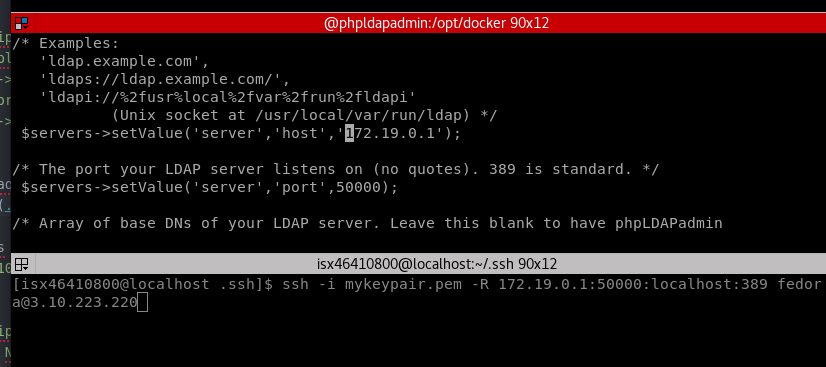 @phpldapadmin:/opt/docker 90x12
/* Examples:
'ldap.example.com',
'ldaps://ldap.example.com/',
'ldapi://%2fusr%local%2fvar%2frun%2fldapi'
(Unix socket at /usr/local/var/run/ldap) */
$servers->setValue('server','host','172.19.0.1');
/* The port your LDAP server listens on (no quotes). 389 is standard. */
$servers->setValue('server','port',50000);
/* Array of base DNs of your LDAP server. Leave this blank to have phpLDAPadmin
isx46410800@localhost:~/.ssh 90x12
[isx46410800@localhost .ssh]$ ssh -i mykeypair.pem -R 172.19.0.1:50000:localhost:389 fedor
a@3.10.223.220